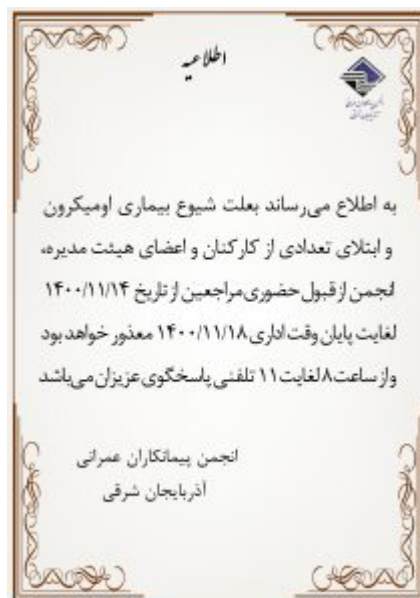 اطلاعیه
به اطلاع می‌رساند بعلت شیوع بیماری اومیکرون
و ابتلای تعدادی از کارکنان و اعضای هیئت مدیره،
انجمن از قبول حضوری مراجعین از تاریخ ۱۴۰۰/۱۱/۱۴
لغایت پایان وقت اداری ۱۴۰۰/۱۱/۱۸ معذور خواهد بود
و از ساعت ۸ لغایت ۱۱ تلفنی پاسخگوی عزیزان می‌باشد
انجمن پیمانکاران عمرانی
آذربایجان شرقی